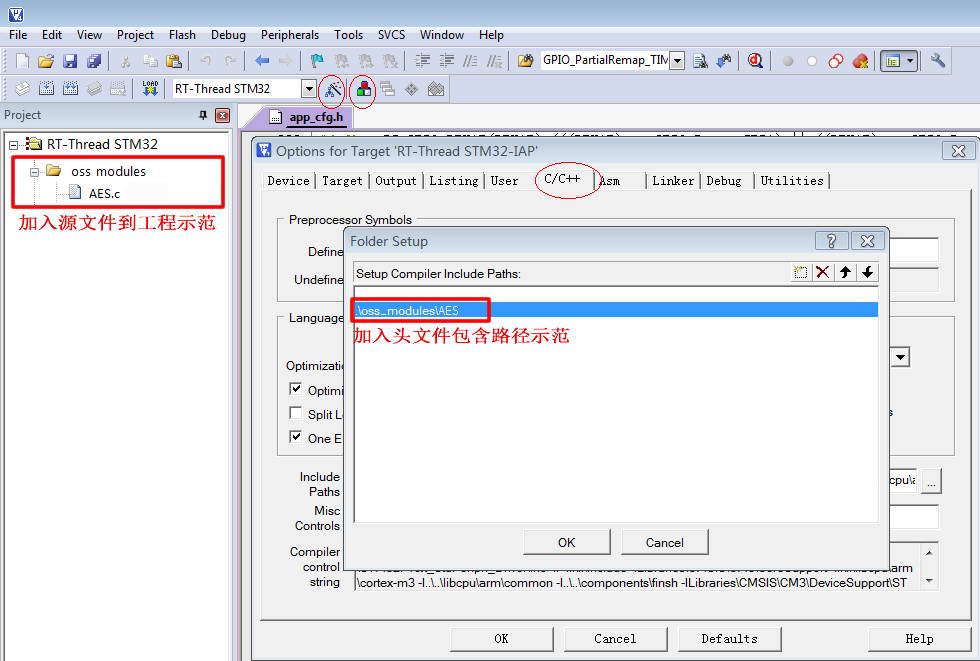 File Edit View Project Flash Debug Peripherals Tools SVCS Window Help
GPIO_PartialRemap_TIM
LOAD
RT-Thread STM32
Project
app_cfg.h
RT-Thread STM32
oss modules
AES.c
加入源文件到工程示范
Options for Target 'RT-Thread STM32-IAP'
Device Target Output Listing User C/C++ Asm Linker Debug Utilities
Preprocessor Symbols
Define
Undefine
Folder Setup
Setup Compiler Include Paths:
.\oss_modules\AES
加入头文件包含路径示范
OK Cancel
Language
Optimizati
Optimi
Split L
One E
Include
Paths
cpu\a
...
Misc
Controls
Compiler
control
string
\cortex-m3 -I..\..\libcpu\arm\common -I..\..\components\finsh -ILibraries\CMSIS\CM3\DeviceSupport\ST
OK Cancel Defaults Help